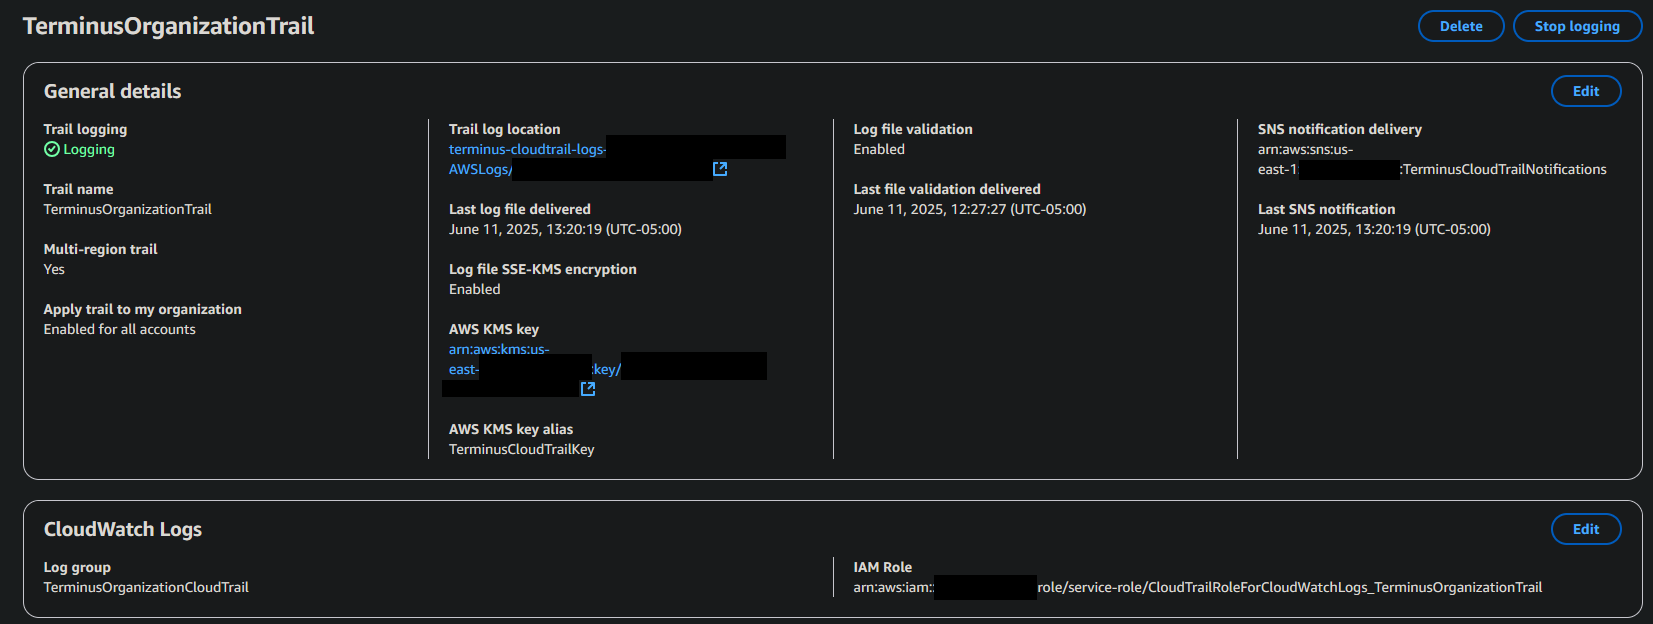 TerminusOrganizationTrail
Delete
Stop logging
General details
Edit
Trail logging
Logging
Trail name
TerminusOrganizationTrail
Multi-region trail
Yes
Apply trail to my organization
Enabled for all accounts
Trail log location
terminus-cloudtrail-logs-
AWSLogs/
Last log file delivered
June 11, 2025, 13:20:19 (UTC-05:00)
Log file SSE-KMS encryption
Enabled
AWS KMS key
arn:aws:kms:us-
east- :key/
AWS KMS key alias
TerminusCloudTrailKey
Log file validation
Enabled
Last file validation delivered
June 11, 2025, 12:27:27 (UTC-05:00)
SNS notification delivery
arn:aws:sns:us-
east-1: :TerminusCloudTrailNotifications
Last SNS notification
June 11, 2025, 13:20:19 (UTC-05:00)
CloudWatch Logs
Edit
Log group
TerminusOrganizationCloudTrail
IAM Role
arn:aws:iam:: role/service-role/CloudTrailRoleForCloudWatchLogs_TerminusOrganizationTrail